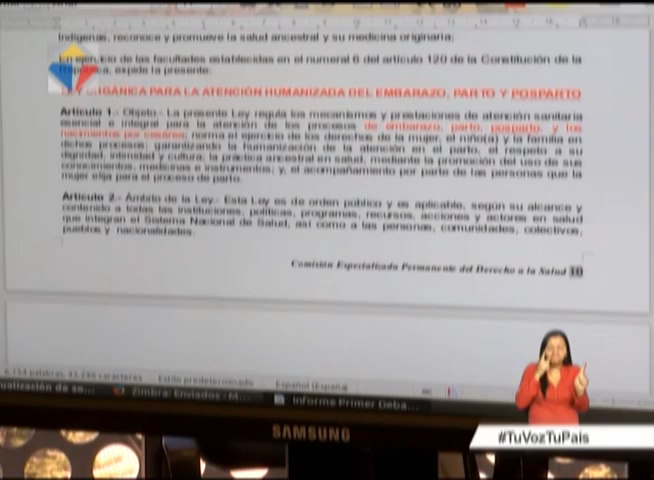 Indígenas, reconoce y promueve la salud ancestral y su medicina originaria;
En ejercicio de las facultades establecidas en el numeral 6 del artículo 120 de la Constitución de la
República, expide la presente:
LEY ORGÁNICA PARA LA ATENCIÓN HUMANIZADA DEL EMBARAZO, PARTO Y POSPARTO
Artículo 1.- Objeto.- La presente Ley regula los mecanismos y prestaciones de atención sanitaria
esencial e integral para la atención de los procesos de embarazo, parto, posparto, y los
nacimientos por cesárea; norma el ejercicio de los derechos de la mujer, el niño(a) y la familia en
dichos procesos; garantizando la humanización de la atención en el parto, el respeto a su
dignidad, intimidad y cultura; la práctica ancestral en salud, mediante la promoción del uso de sus
conocimientos, medicinas e instrumentos; y, el acompañamiento por parte de las personas que la
mujer elija para el proceso de parto.
Artículo 2.- Ámbito de la Ley.- Esta Ley es de orden público y es aplicable, según su alcance y
contenido a todas las instituciones, políticas, programas, recursos, acciones y actores en salud
que integran el Sistema Nacional de Salud, así como a las personas, comunidades, colectivos,
pueblos y nacionalidades.
Comisión Especializada Permanente del Derecho a la Salud 10
palabras, caracteres Estilo predeterminado Español (España)
Zimbra: Enviados - M... Informe Primer Deba...
SAMSUNG
#TuVozTuPaís